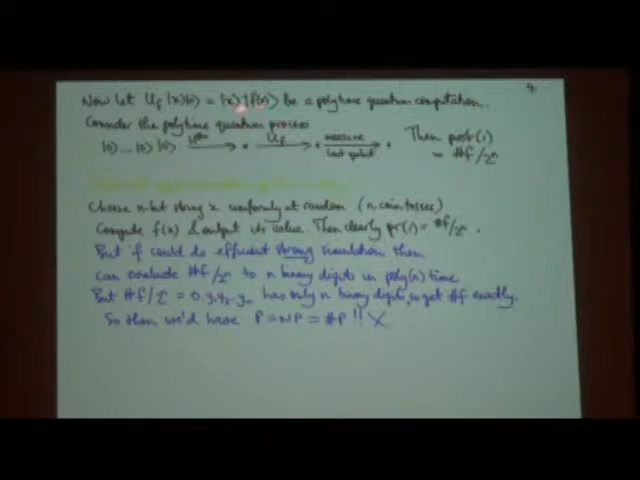 4
Now let U_f |x>|0> = |x>|f(x)> be a polytime quantum computation.
Consider the polytime quantum process
|0>...|0> |0> → • U_f → • measure last qubit → • Then prob(1) = #f/2^n
Choose n-bit string x uniformly at random (n coin tosses)
Compute f(x) & output its value. Then clearly pr(1) = #f/2^n.
But if could do efficient strong simulation then
can evaluate #f/2^n to n binary digits in poly(n) time
But #f/2^n = 0.y₁y₂..yₙ has only n binary digits, so get #f exactly.
So then we'd have P = NP = #P !! X